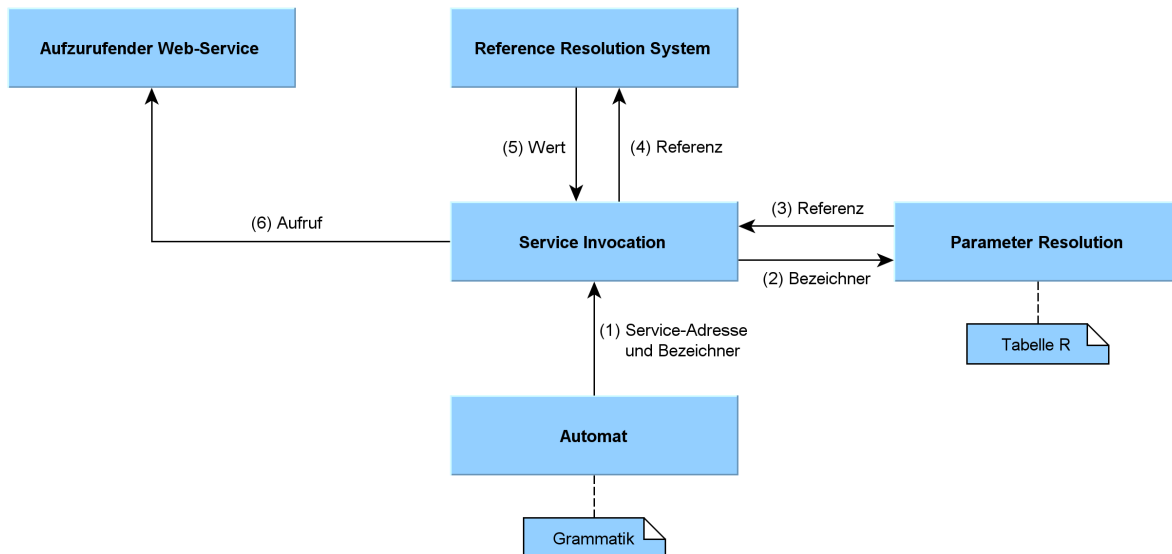 Aufzurufender Web-Service
Reference Resolution System
(5) Wert
(4) Referenz
(3) Referenz
(6) Aufruf
Service Invocation
Parameter Resolution
(2) Bezeichner
(1) Service-Adresse
und Bezeichner
Tabelle R
Automat
Grammatik